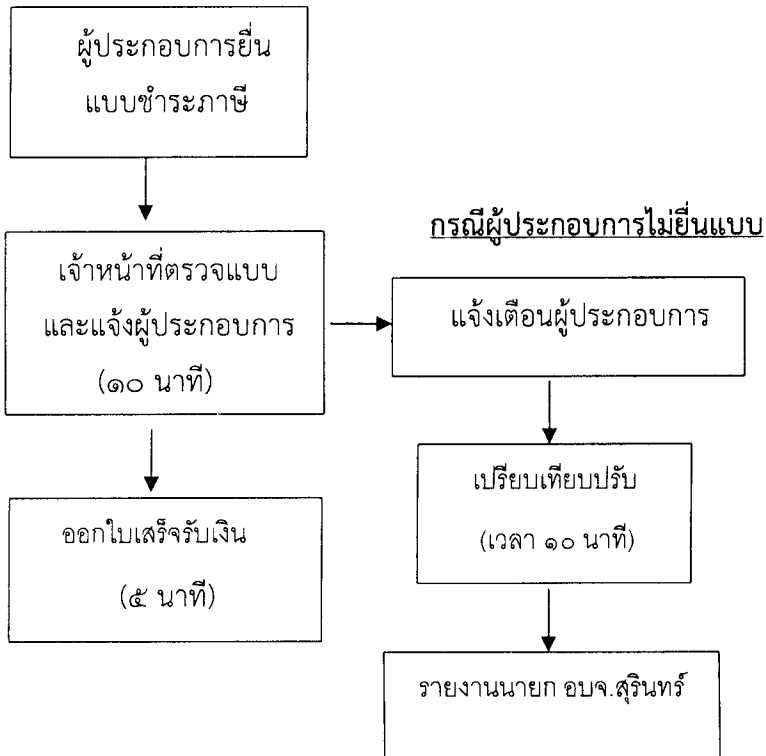 ผู้ประกอบการยื่น
แบบชำระภาษี
เจ้าหน้าที่ตรวจแบบ
และแจ้งผู้ประกอบการ
(๑๐ นาที)
ออกใบเสร็จรับเงิน
(๕ นาที)
กรณีผู้ประกอบการไม่ยื่นแบบ
แจ้งเตือนผู้ประกอบการ
เปรียบเทียบปรับ
(เวลา ๑๐ นาที)
รายงานนายก อบจ.สุรินทร์